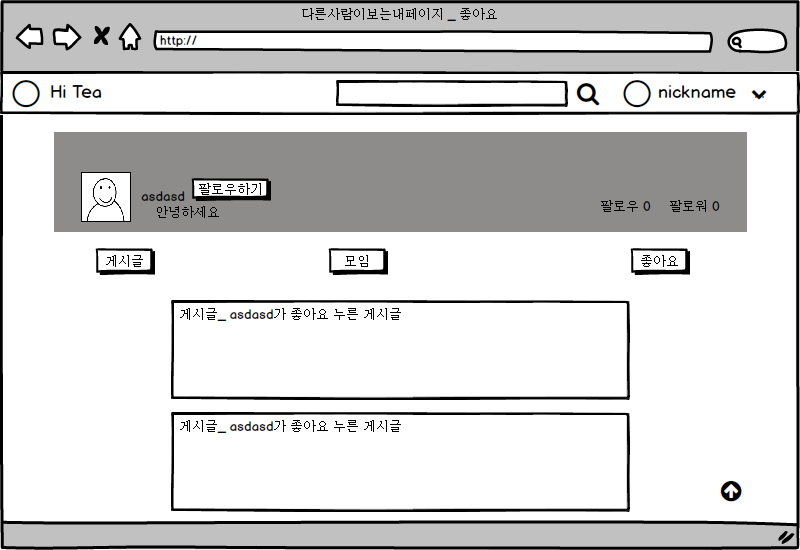 다른사람이보는내페이지 _ 좋아요
http://
Hi Tea
nickname
asdasd 팔로우하기
안녕하세요
팔로우 0 팔로워 0
게시글 모임 좋아요
게시글_ asdasd가 좋아요 누른 게시글
게시글_ asdasd가 좋아요 누른 게시글